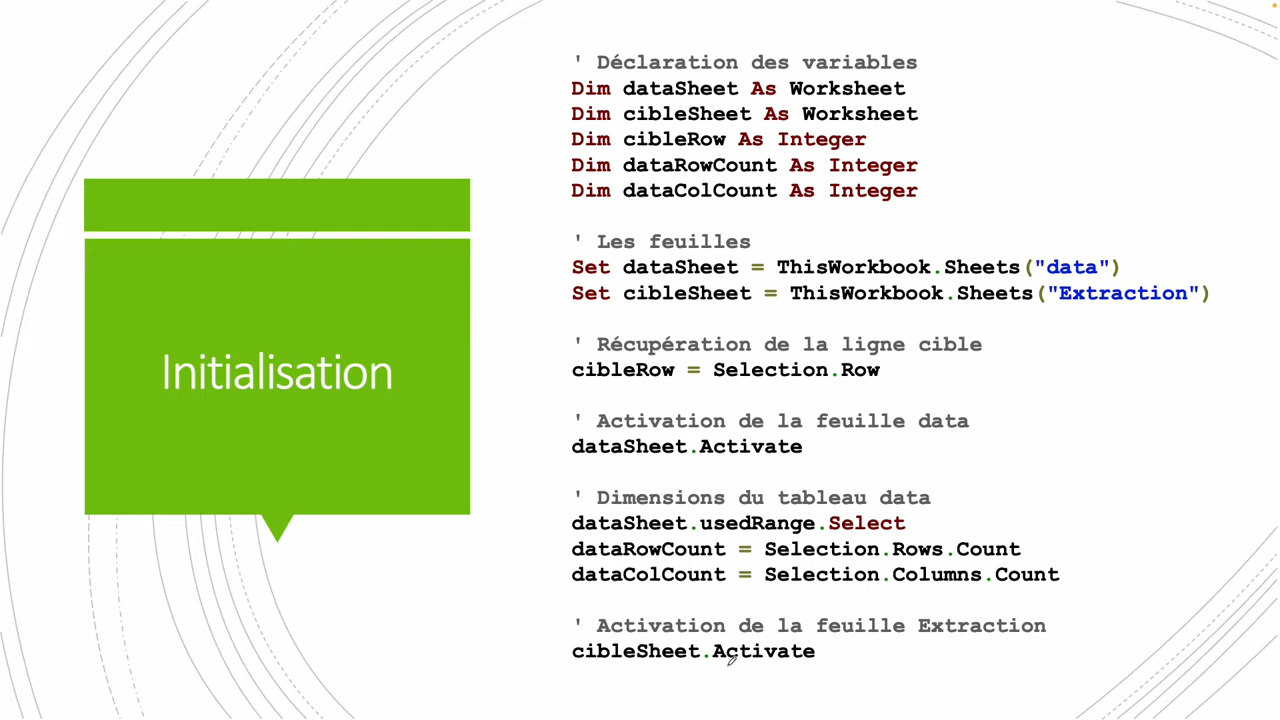 Initialisation
' Déclaration des variables
Dim dataSheet As Worksheet
Dim cibleSheet As Worksheet
Dim cibleRow As Integer
Dim dataRowCount As Integer
Dim dataColCount As Integer
' Les feuilles
Set dataSheet = ThisWorkbook.Sheets("data")
Set cibleSheet = ThisWorkbook.Sheets("Extraction")
' Récupération de la ligne cible
cibleRow = Selection.Row
' Activation de la feuille data
dataSheet.Activate
' Dimensions du tableau data
dataSheet.usedRange.Select
dataRowCount = Selection.Rows.Count
dataColCount = Selection.Columns.Count
' Activation de la feuille Extraction
cibleSheet.Activate